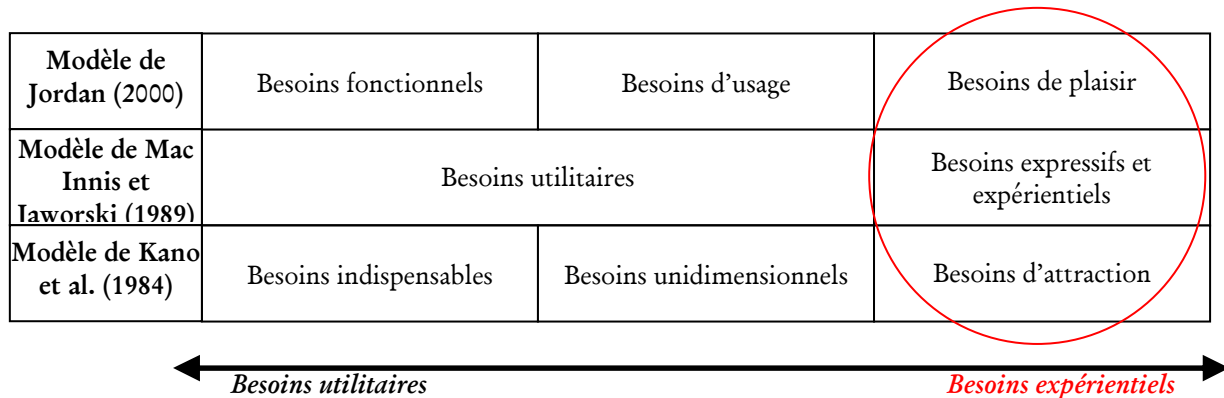 Modèle de
Jordan (2000)
Besoins fonctionnels
Besoins d'usage
Besoins de plaisir
Modèle de Mac
Innis et
Jaworski (1989)
Besoins utilitaires
Besoins expressifs et
expérientiels
Modèle de Kano
et al. (1984)
Besoins indispensables
Besoins unidimensionnels
Besoins d'attraction
Besoins utilitaires
Besoins expérientiels